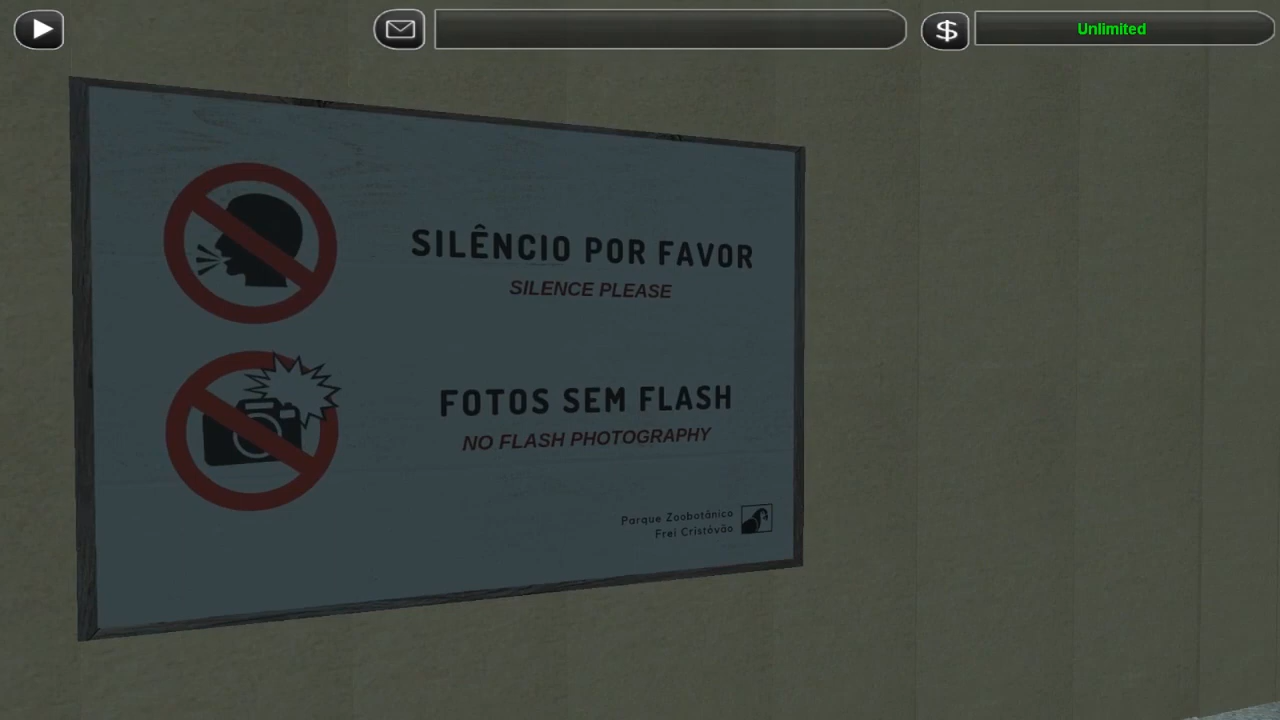 Unlimited
SILÊNCIO POR FAVOR
SILENCE PLEASE
FOTOS SEM FLASH
NO FLASH PHOTOGRAPHY
Parque Zoobotânico
Frei Cristóvão